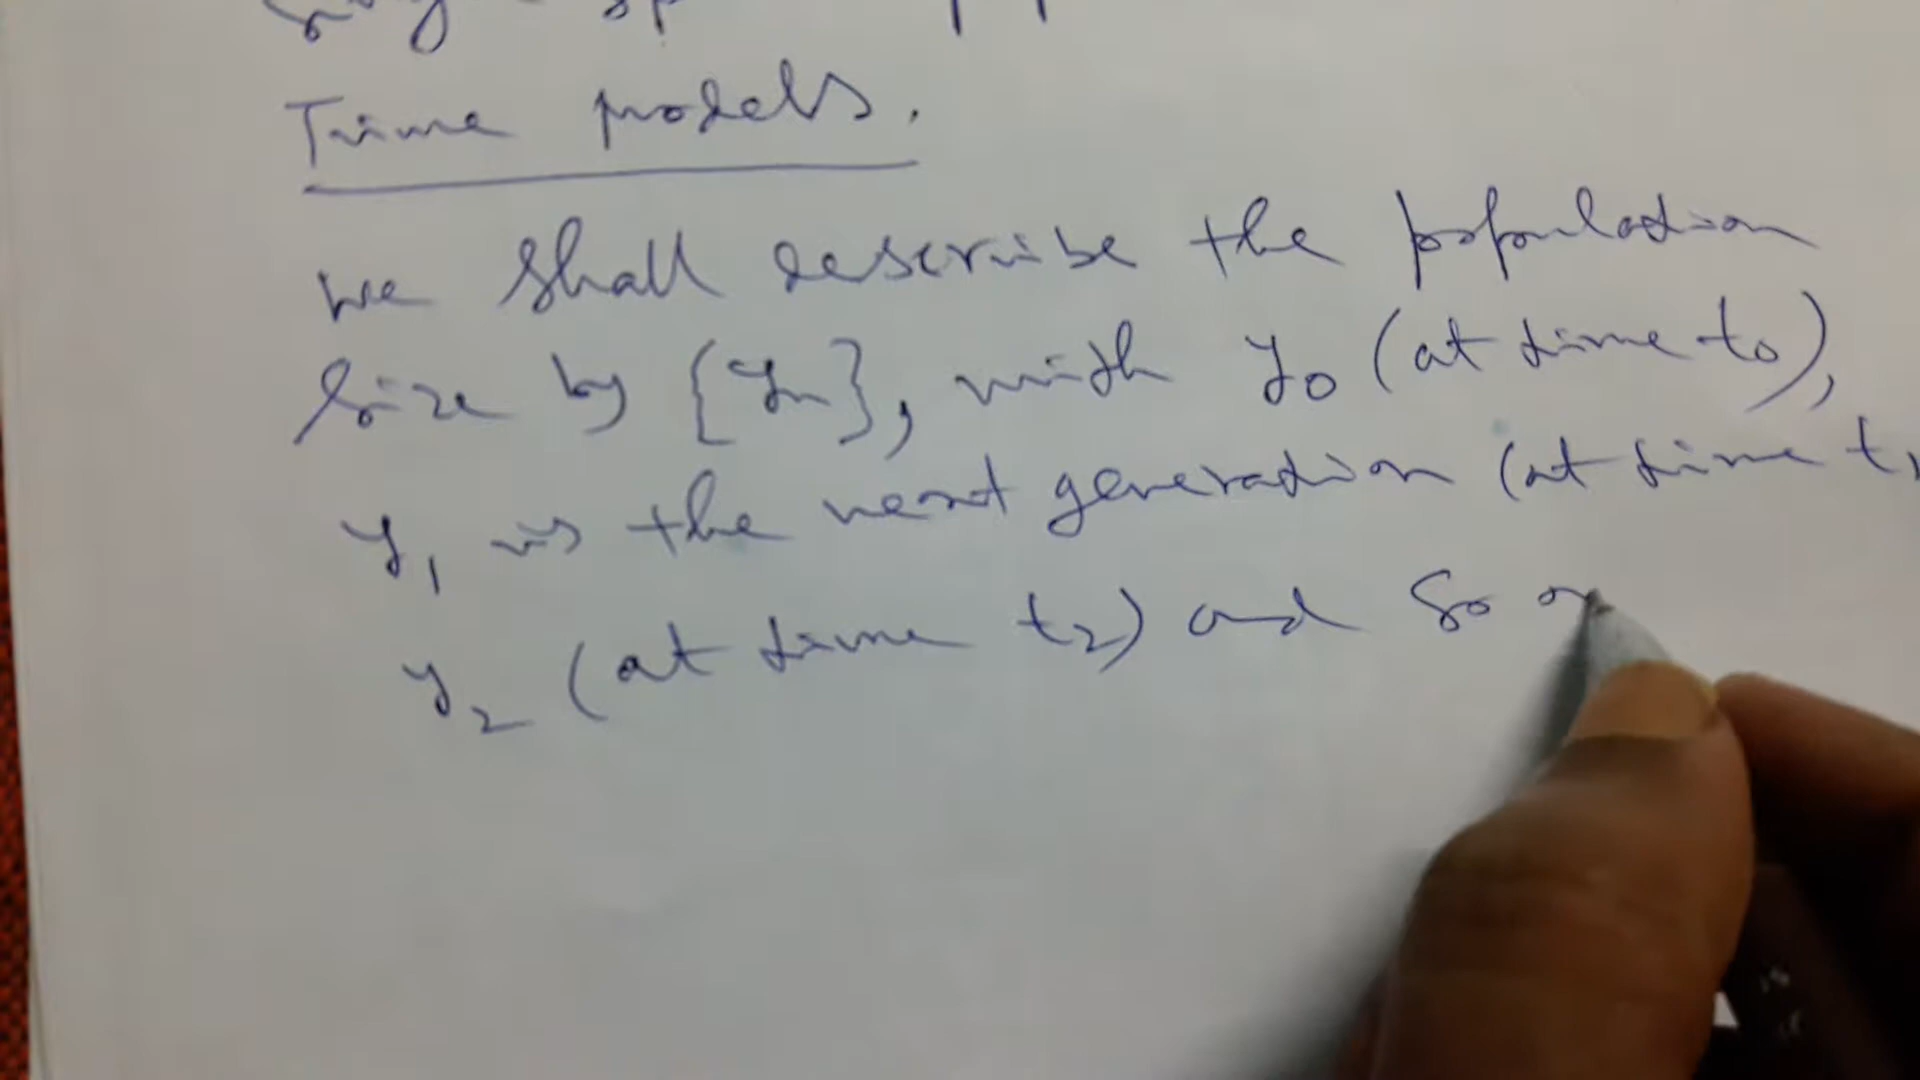 Time models.
We shall describe the population
size by {yn}, with y0 (at time t0),
y1 is the next generation (at time t1
y2 (at time t2) and so on